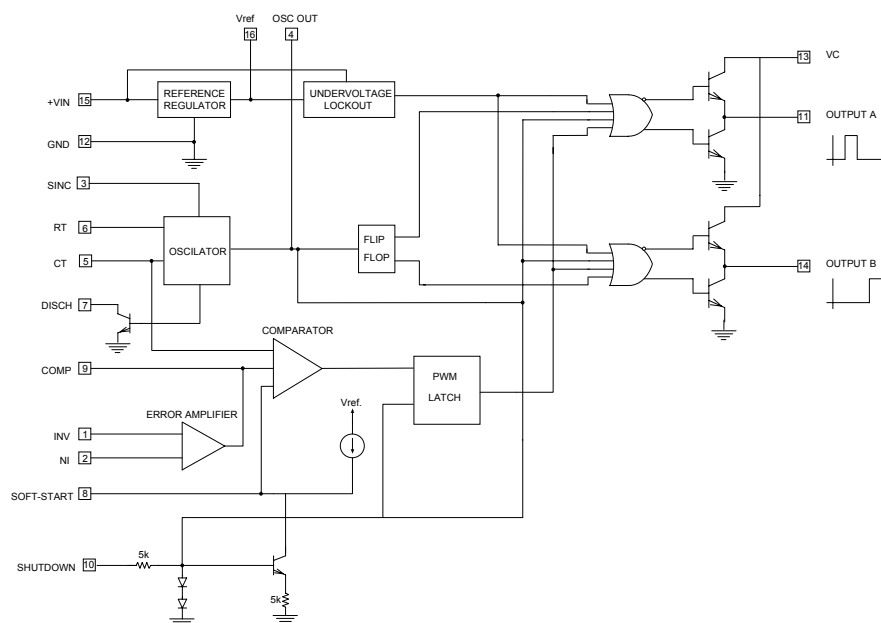 Vref
OSC OUT
16
4
13
VC
+VIN
15
REFERENCE
REGULATOR
UNDERVOLTAGE
LOCKOUT
11
OUTPUT A
GND
12
SINC
3
RT
6
OSCILATOR
FLIP
FLOP
CT
5
14
OUTPUT B
DISCH
7
COMPARATOR
COMP
9
PWM
LATCH
Vref.
ERROR AMPLIFIER
INV
1
NI
2
SOFT-START
8
5k
SHUTDOWN
10
5k